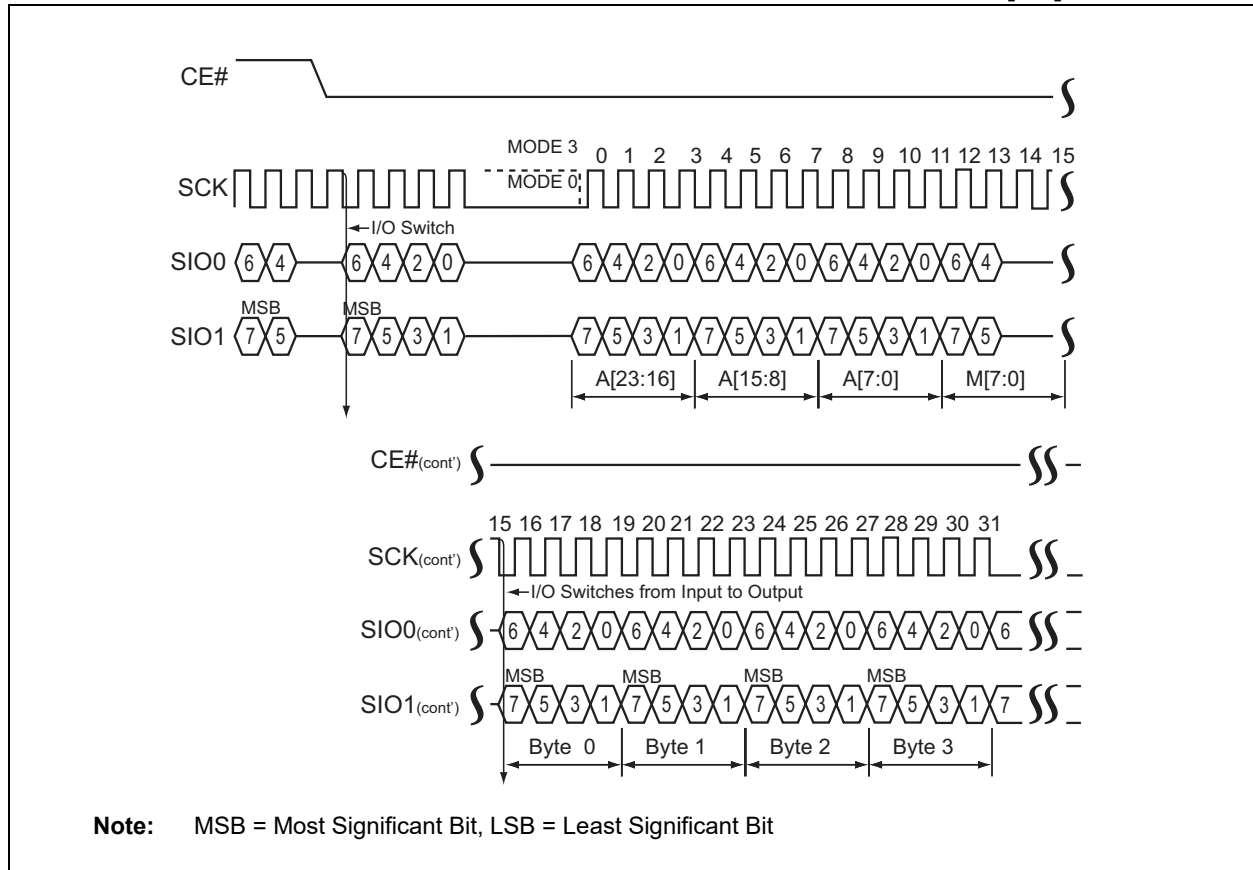 CE#
MODE 3
0 1 2 3 4 5 6 7 8 9 10 11 12 13 14 15
SCK
MODE 0
I/O Switch
SIO0 6 4 6 4 2 0 6 4 2 0 6 4 2 0 6 4 2 0 6 4
MSB MSB
SIO1 7 5 7 5 3 1 7 5 3 1 7 5 3 1 7 5 3 1 7 5
A[23:16] A[15:8] A[7:0] M[7:0]
CE#(cont')
15 16 17 18 19 20 21 22 23 24 25 26 27 28 29 30 31
SCK(cont')
I/O Switches from Input to Output
SIO0(cont') 6 4 2 0 6 4 2 0 6 4 2 0 6 4 2 0 6
MSB MSB MSB MSB
SIO1(cont') 7 5 3 1 7 5 3 1 7 5 3 1 7 5 3 1 7
Byte 0 Byte 1 Byte 2 Byte 3
Note: MSB = Most Significant Bit, LSB = Least Significant Bit